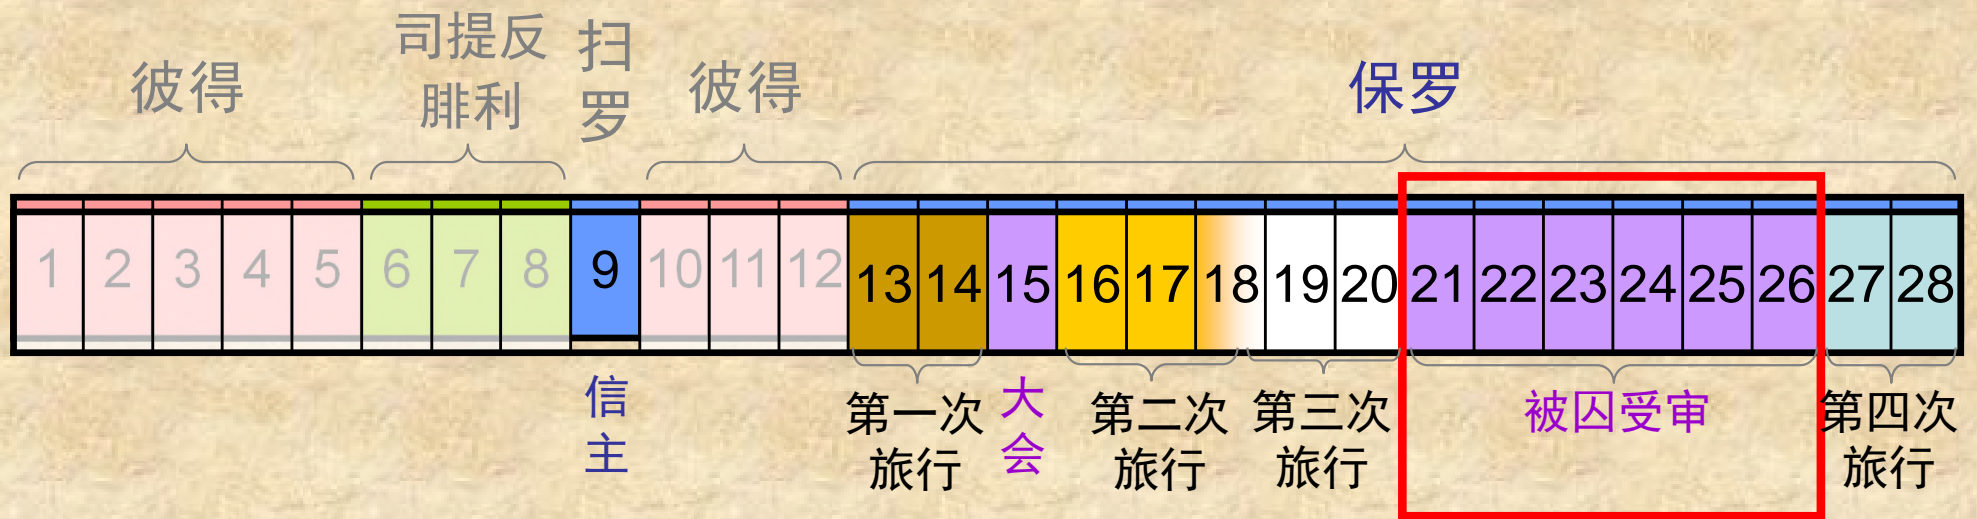 彼得
司提反
腓利
扫
罗
彼得
保罗
1 2 3 4 5 6 7 8 9 10 11 12 13 14 15 16 17 18 19 20 21 22 23 24 25 26 27 28
信
主
第一次
旅行
大
会
第二次
旅行
第三次
旅行
被囚受审
第四次
旅行